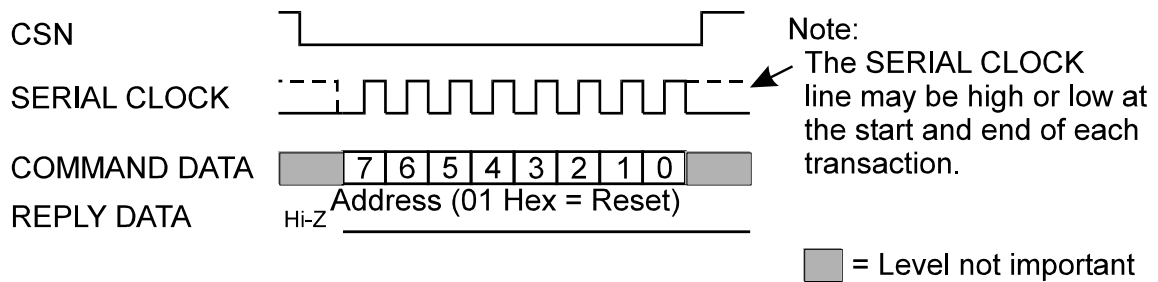 CSN
Note:
The SERIAL CLOCK
line may be high or low at
the start and end of each
transaction.
SERIAL CLOCK
COMMAND DATA
7 6 5 4 3 2 1 0
Address (01 Hex = Reset)
REPLY DATA
Hi-Z
= Level not important